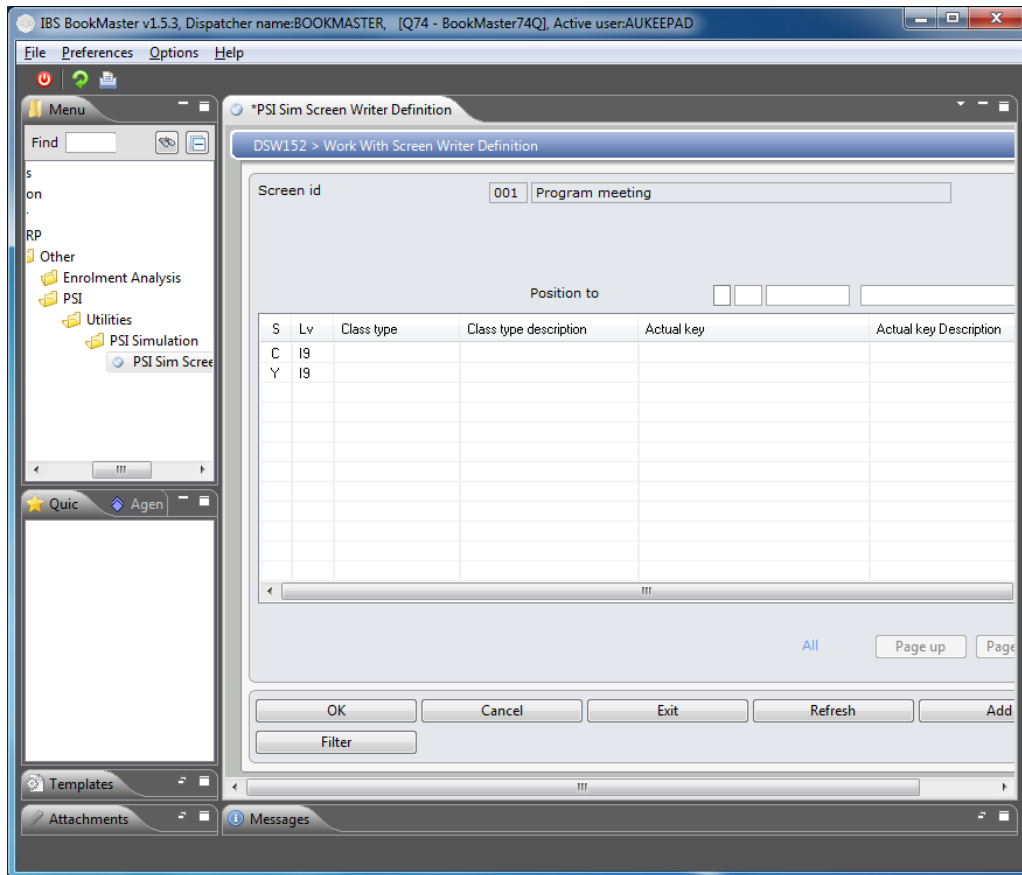 IBS BookMaster v1.5.3, Dispatcher name:BOOKMASTER, [Q74 - BookMaster74Q], Active user:AUKEEPAD
File Preferences Options Help
Menu
Find
s
on
RP
Other
Enrolment Analysis
PSI
Utilities
PSI Simulation
PSI Sim Scree
Quic Agen
Templates
Attachments
*PSI Sim Screen Writer Definition
DSW152 > Work With Screen Writer Definition
Screen id 001 Program meeting
Position to
S Lv Class type Class type description Actual key Actual key Description
C I9
Y I9
All Page up Page
OK Cancel Exit Refresh Add
Filter
Messages